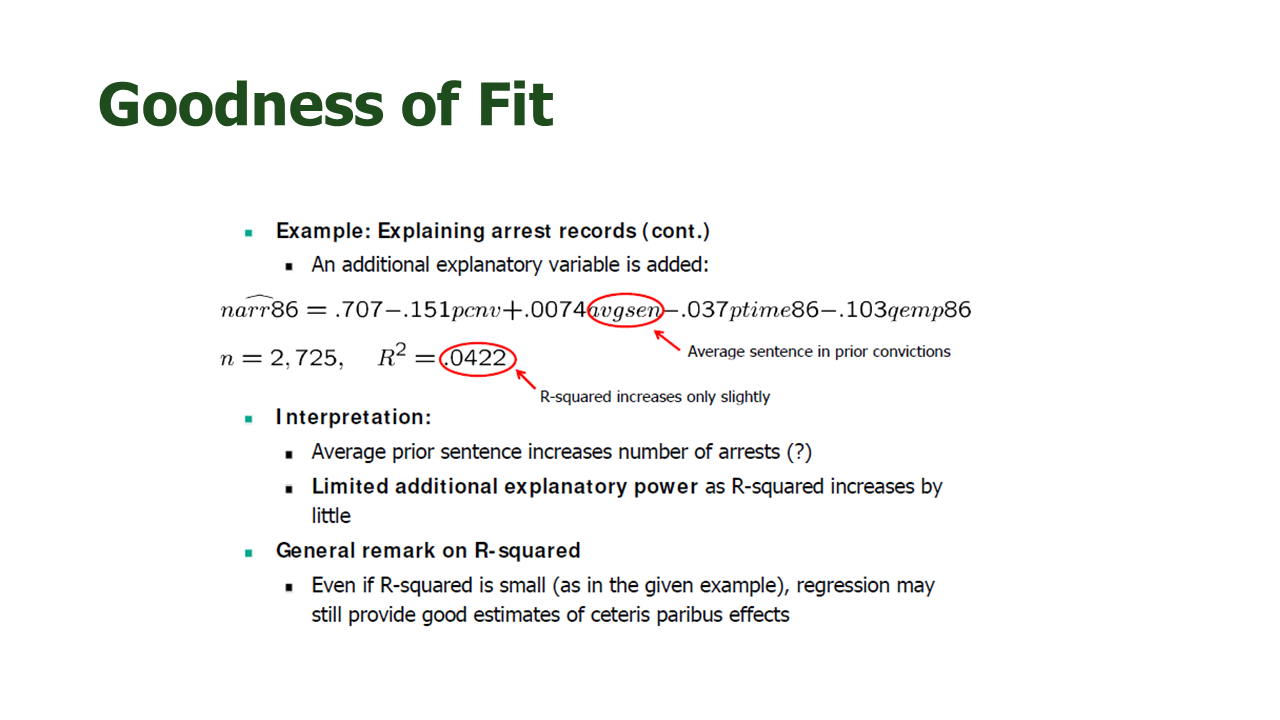 Goodness of Fit
Example: Explaining arrest records (cont.)
An additional explanatory variable is added:
n\widehat{arr}86 = .707−.151pcnv+.0074avgsen−.037ptime86−.103qemp86
Average sentence in prior convictions
n = 2,725, R² = .0422
R-squared increases only slightly
Interpretation:
Average prior sentence increases number of arrests (?)
Limited additional explanatory power as R-squared increases by
little
General remark on R-squared
Even if R-squared is small (as in the given example), regression may
still provide good estimates of ceteris paribus effects